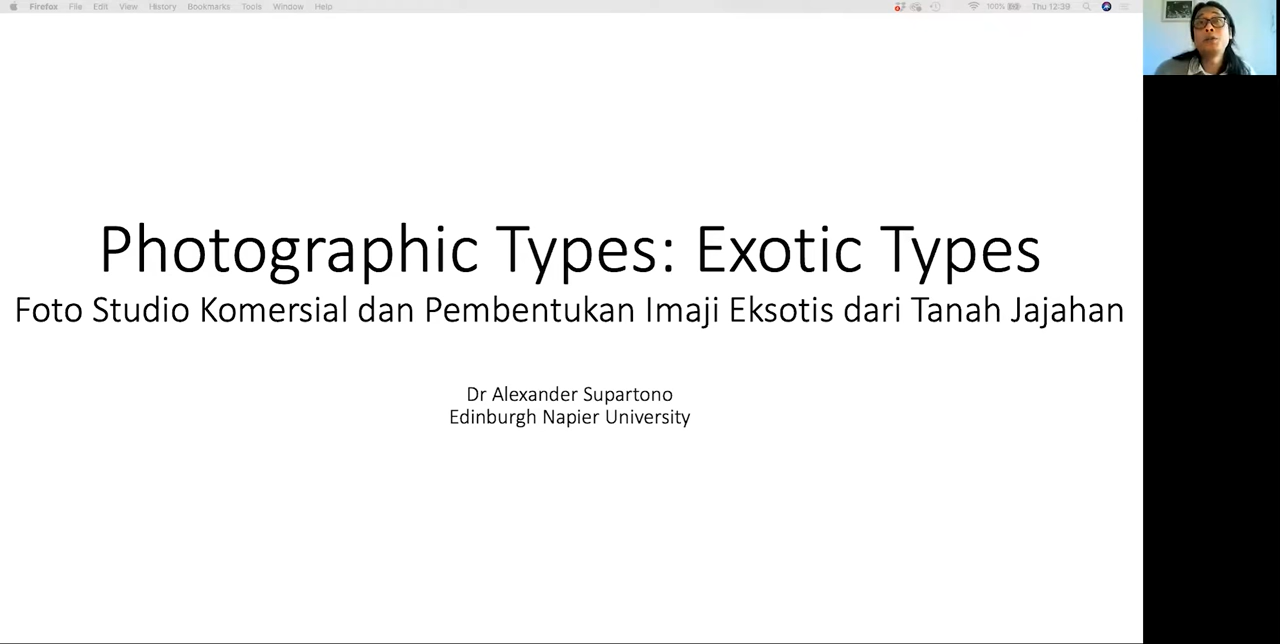 Firefox File Edit View History Bookmarks Tools Window Help 100% Thu 12:39
Photographic Types: Exotic Types
Foto Studio Komersial dan Pembentukan Imaji Eksotis dari Tanah Jajahan
Dr Alexander Supartono
Edinburgh Napier University